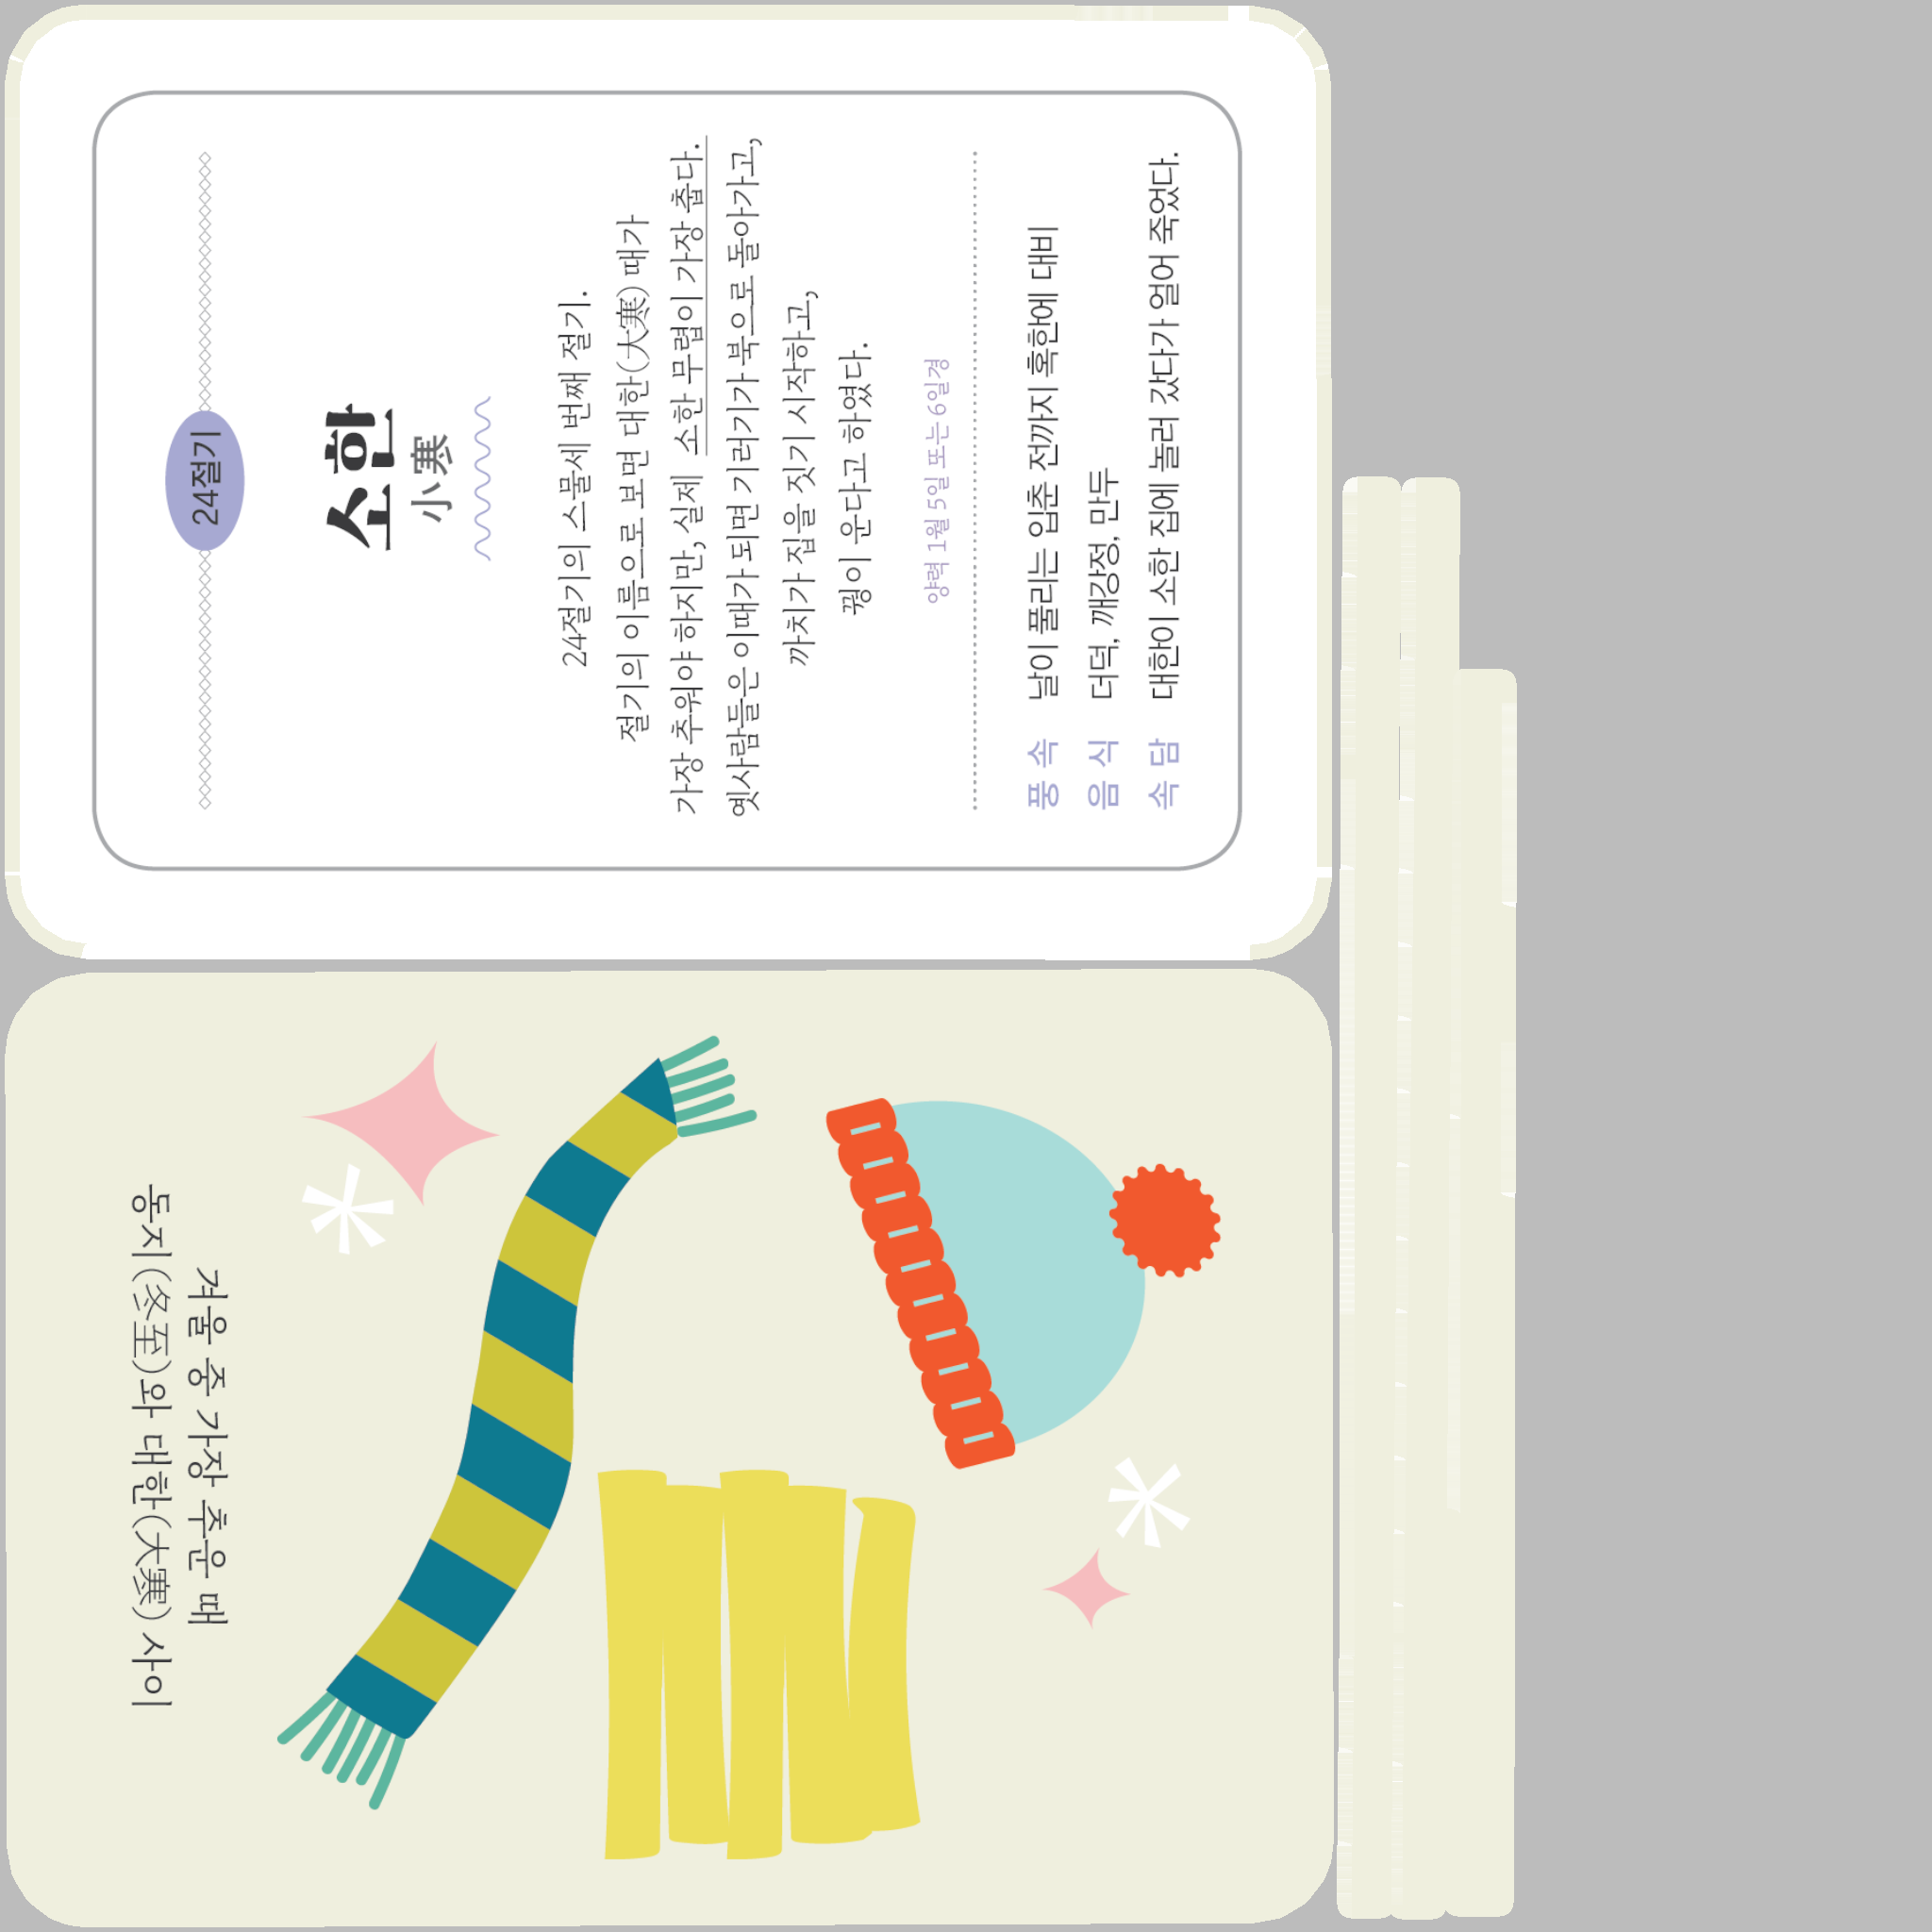 24절기
소한
小寒
24절기의 스물세 번째 절기.
절기의 이름으로 보면 대한(大寒) 때가
가장 추워야 하지만, 실제 소한 무렵이 가장 춥다.
옛사람들은 이때가 되면 기러기가 북으로 돌아가고,
까치가 집을 짓기 시작하고,
꿩이 운다고 하였다.
양력 1월 5일 또는 6일경
풍속 날이 풀리는 입춘 전까지 혹한에 대비
음식 더덕, 깨강정, 만두
속담 대한이 소한 집에 놀러 갔다가 얼어 죽었다.
겨울 중 가장 추운 때
동지(冬至)와 대한(大寒) 사이